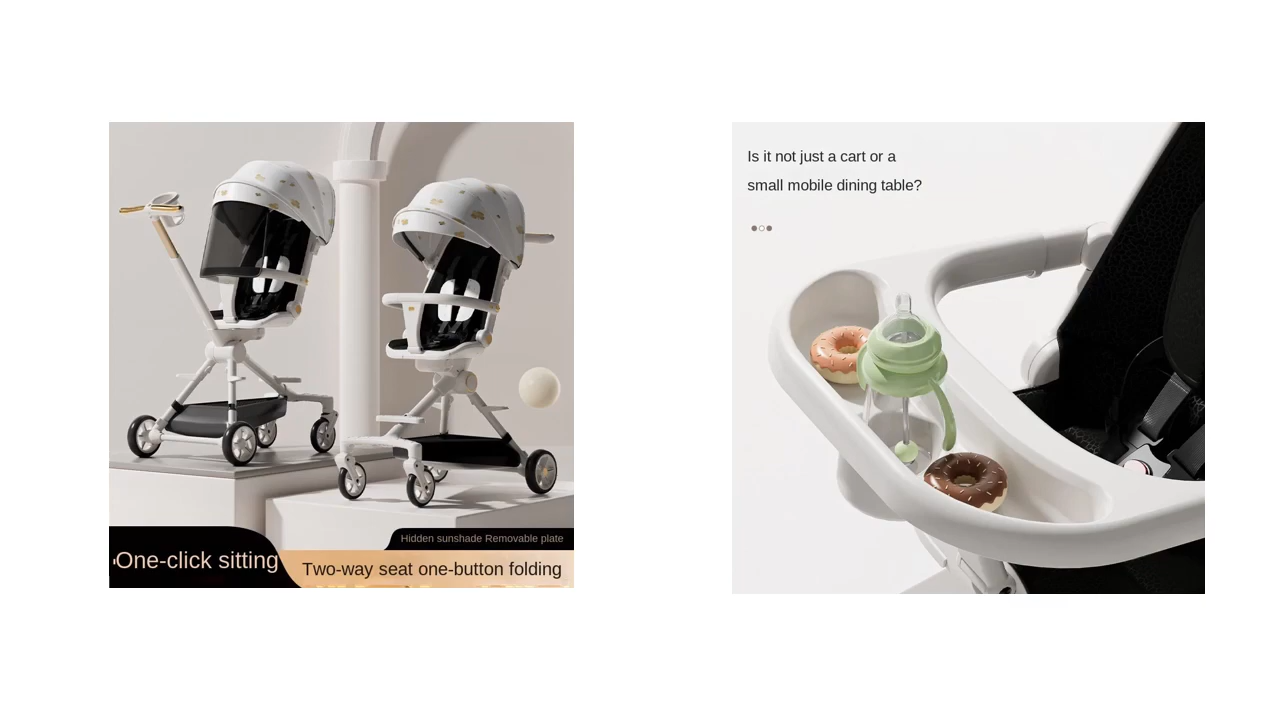 One-click sitting
Hidden sunshade Removable plate
Two-way seat one-button folding
Is it not just a cart or a
small mobile dining table?